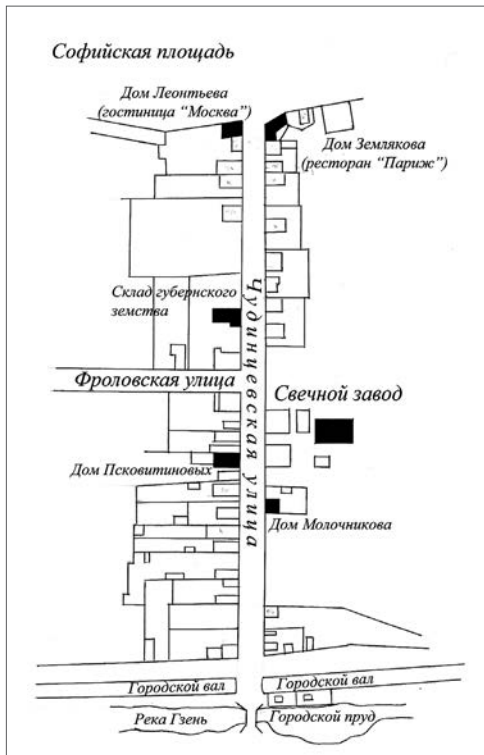 Софийская площадь
Дом Леонтьева
(гостиница "Москва")
Дом Землякова
(ресторан "Париж")
Склад губернского
земства
Чудинцевская улица
Фроловская улица
Свечной завод
Дом Псковитиновых
Дом Молочникова
Городской вал
Городской вал
Река Гзень
Городской пруд